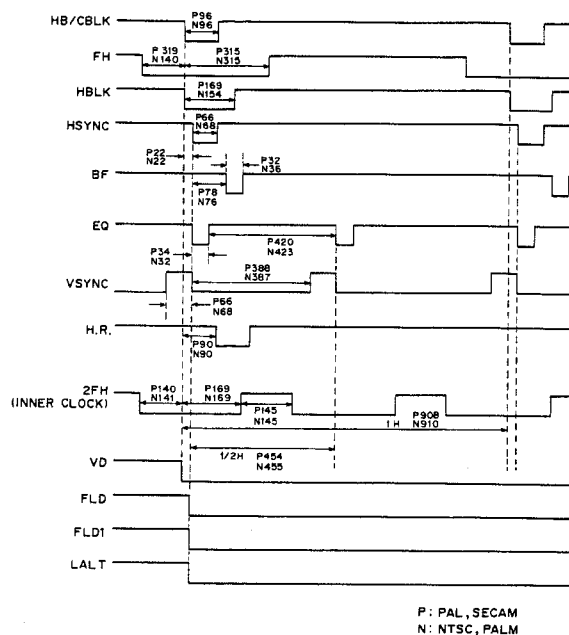 HB/CBLK
P96
N96
FH
P 319
N140
P315
N315
HBLK
P169
N154
HSYNC
P66
N68
P22
N22
BF
P32
N36
P78
N76
EQ
P420
N423
P34
N32
VSYNC
P388
N387
P66
N68
H.R.
P90
N90
2FH
(INNER CLOCK)
P140
N141
P169
N169
P145
N145
1H
P908
N910
1/2H
P454
N455
VD
FLD
FLD1
LALT
P: PAL, SECAM
N: NTSC, PALM